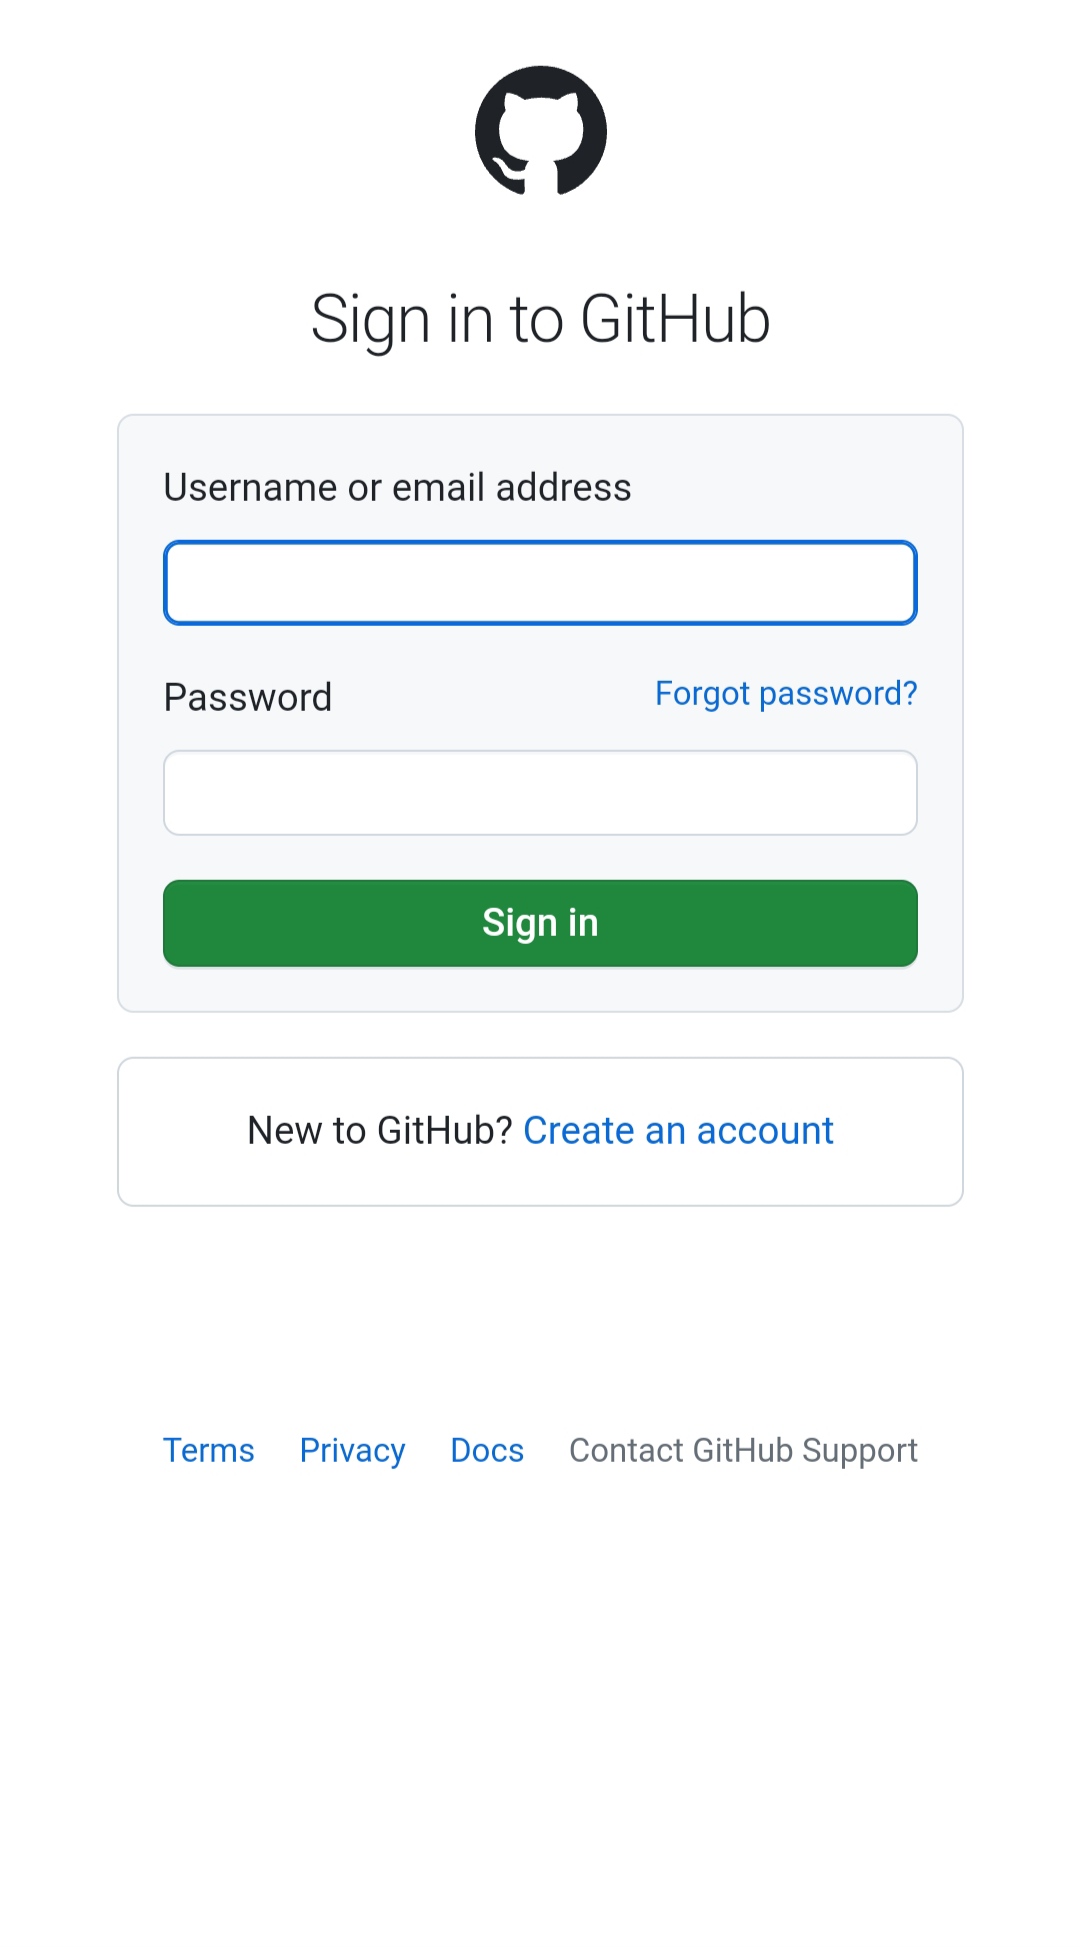 Sign in to GitHub
Username or email address
Password Forgot password?
Sign in
New to GitHub? Create an account
Terms Privacy Docs Contact GitHub Support